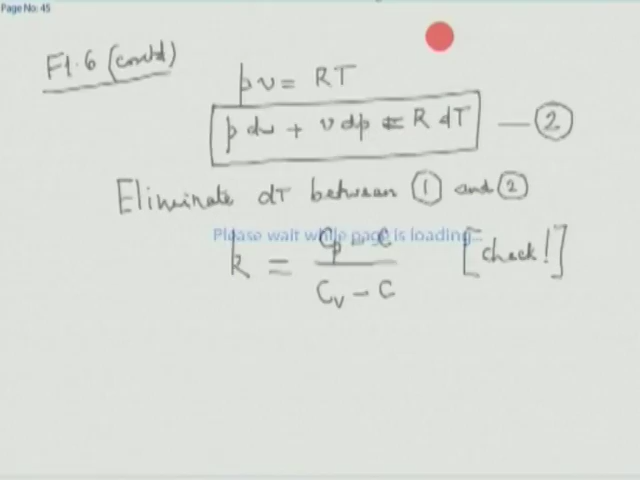 Page No: 45
F1.6 (contd)
pv = RT
p dv + v dp = R dT — ②
Eliminate dT between ① and ②
Please wait while page is loading...
k = (Cp - C) / (Cv - C) [check!]